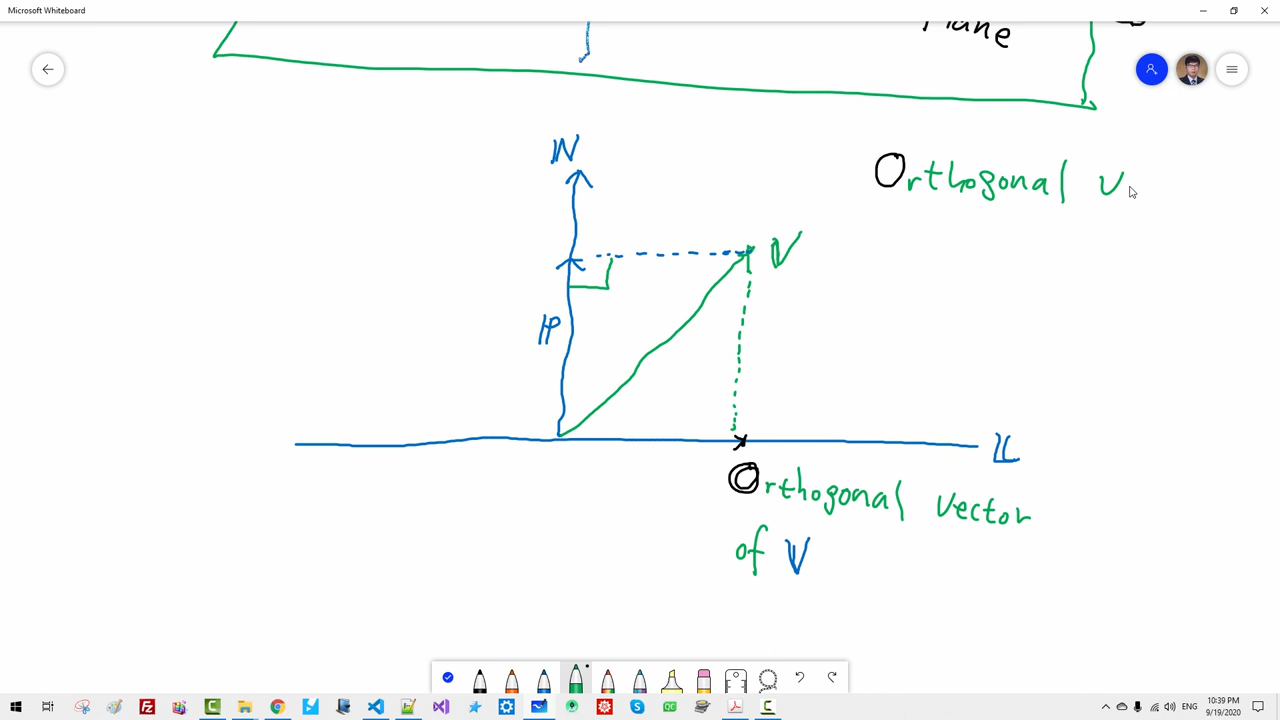 Microsoft Whiteboard
Plane
N
Orthogonal v
V
P
L
Orthogonal vector
of V
ENG
10:39 PM
9/19/2020